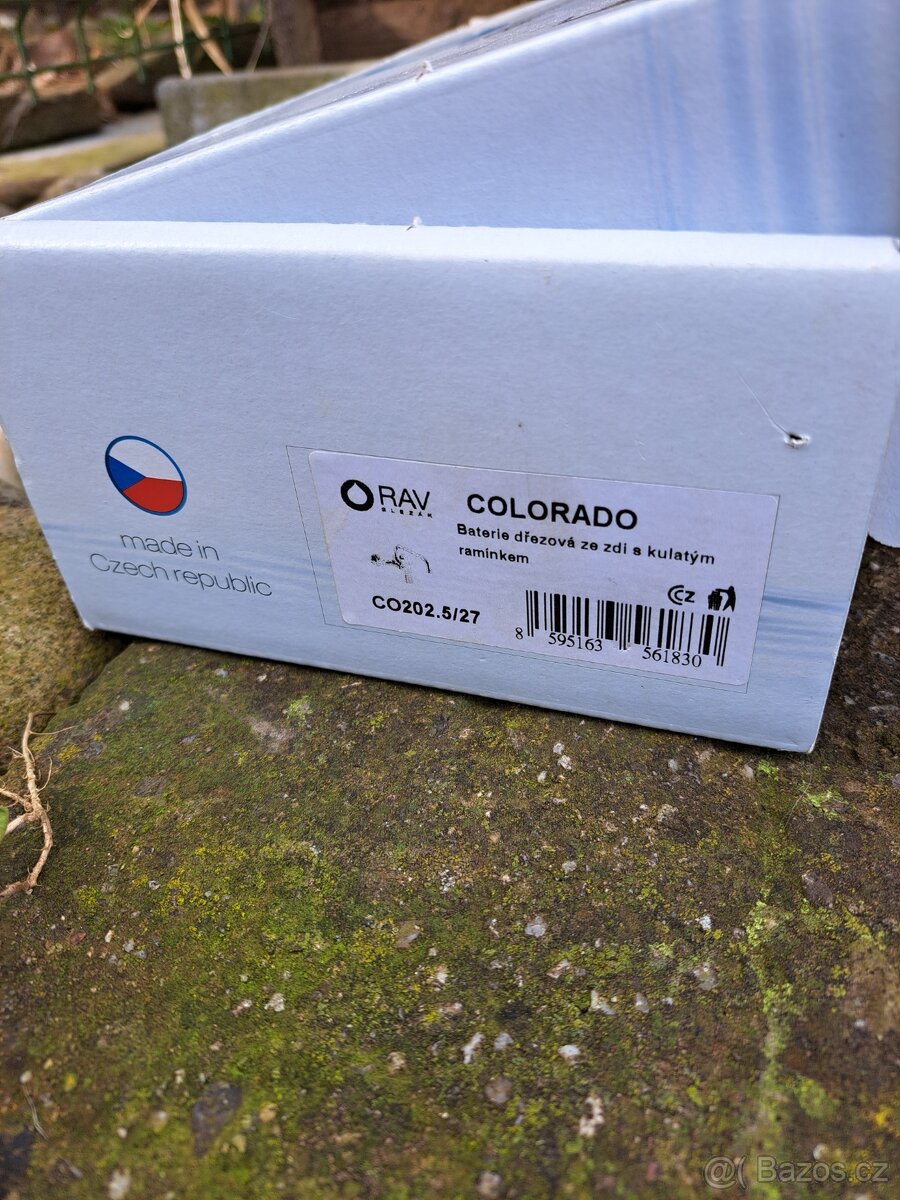 made in
Czech republic
RAV
SLEZÁK
COLORADO
Baterie dřezová ze zdi s kulatým
ramínkem
CO202.5/27
CZ
8 595163 561830
@( Bazoš.cz